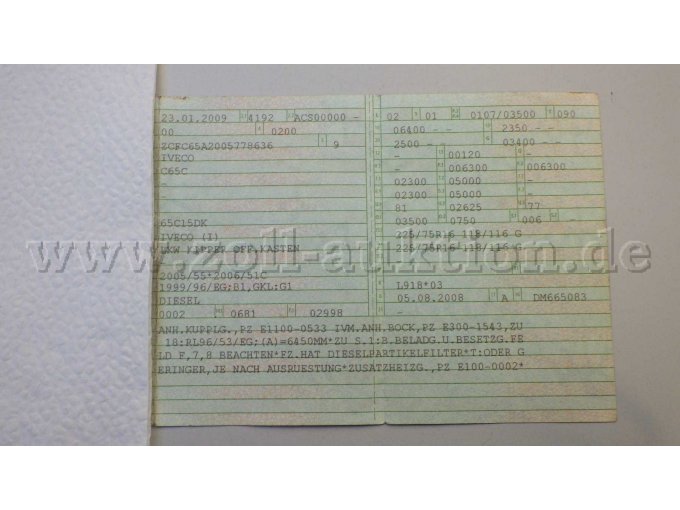 23.01.2009 4192 ACS00000 -
00 0200
ZCFC65A2005778636 9
IVECO
C65C
-
-
65C15DK
IVECO (I)
LKW KIPPER OFF.KASTEN
-
2005/55*2006/51C
1999/96/EG;B1,GKL:G1
DIESEL
0002 0681 02998
02 01 0107/03500 090
06400 - - 2350 - -
2500 - - 03400 - -
- 00120 -
- 006300 006300
02300 05000 - -
02300 05000 - -
81 02625 77
03500 0750 006 -
225/75R16 118/116 G
225/75R16 118/116 G
-
-
L918*03
05.08.2008 A DM665083
-
ANH.KUPPLG.,PZ E1100-0533 IVM.ANH.BOCK,PZ E300-1543,ZU
18:RL96/53/EG;(A)=6450MM*ZU S.1:B.BELADG.U.BESETZG.FE
LD F,7,8 BEACHTEN*FZ.HAT DIESELPARTIKELFILTER*T:ODER G
ERINGER,JE NACH AUSRUESTUNG*ZUSATZHEIZG.,PZ E100-0002*
www.zoll-auktion.de